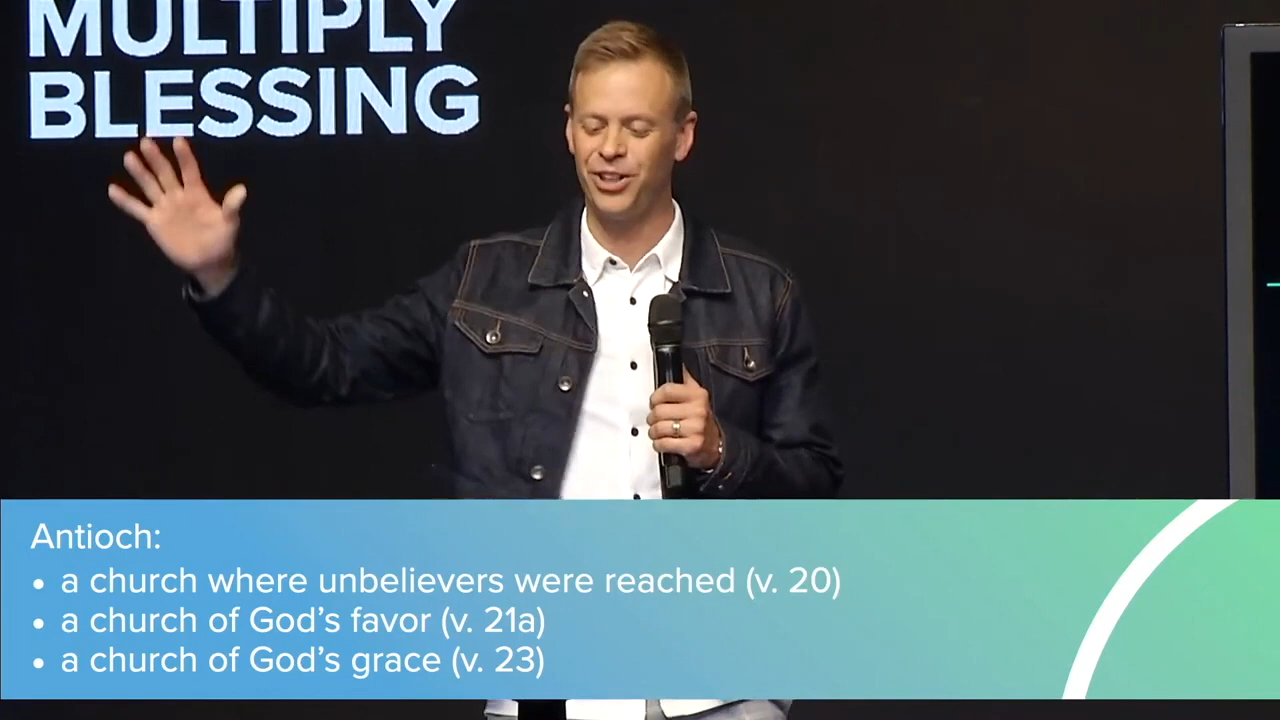 MULTIPLY
BLESSING
Antioch:
• a church where unbelievers were reached (v. 20)
• a church of God’s favor (v. 21a)
• a church of God’s grace (v. 23)